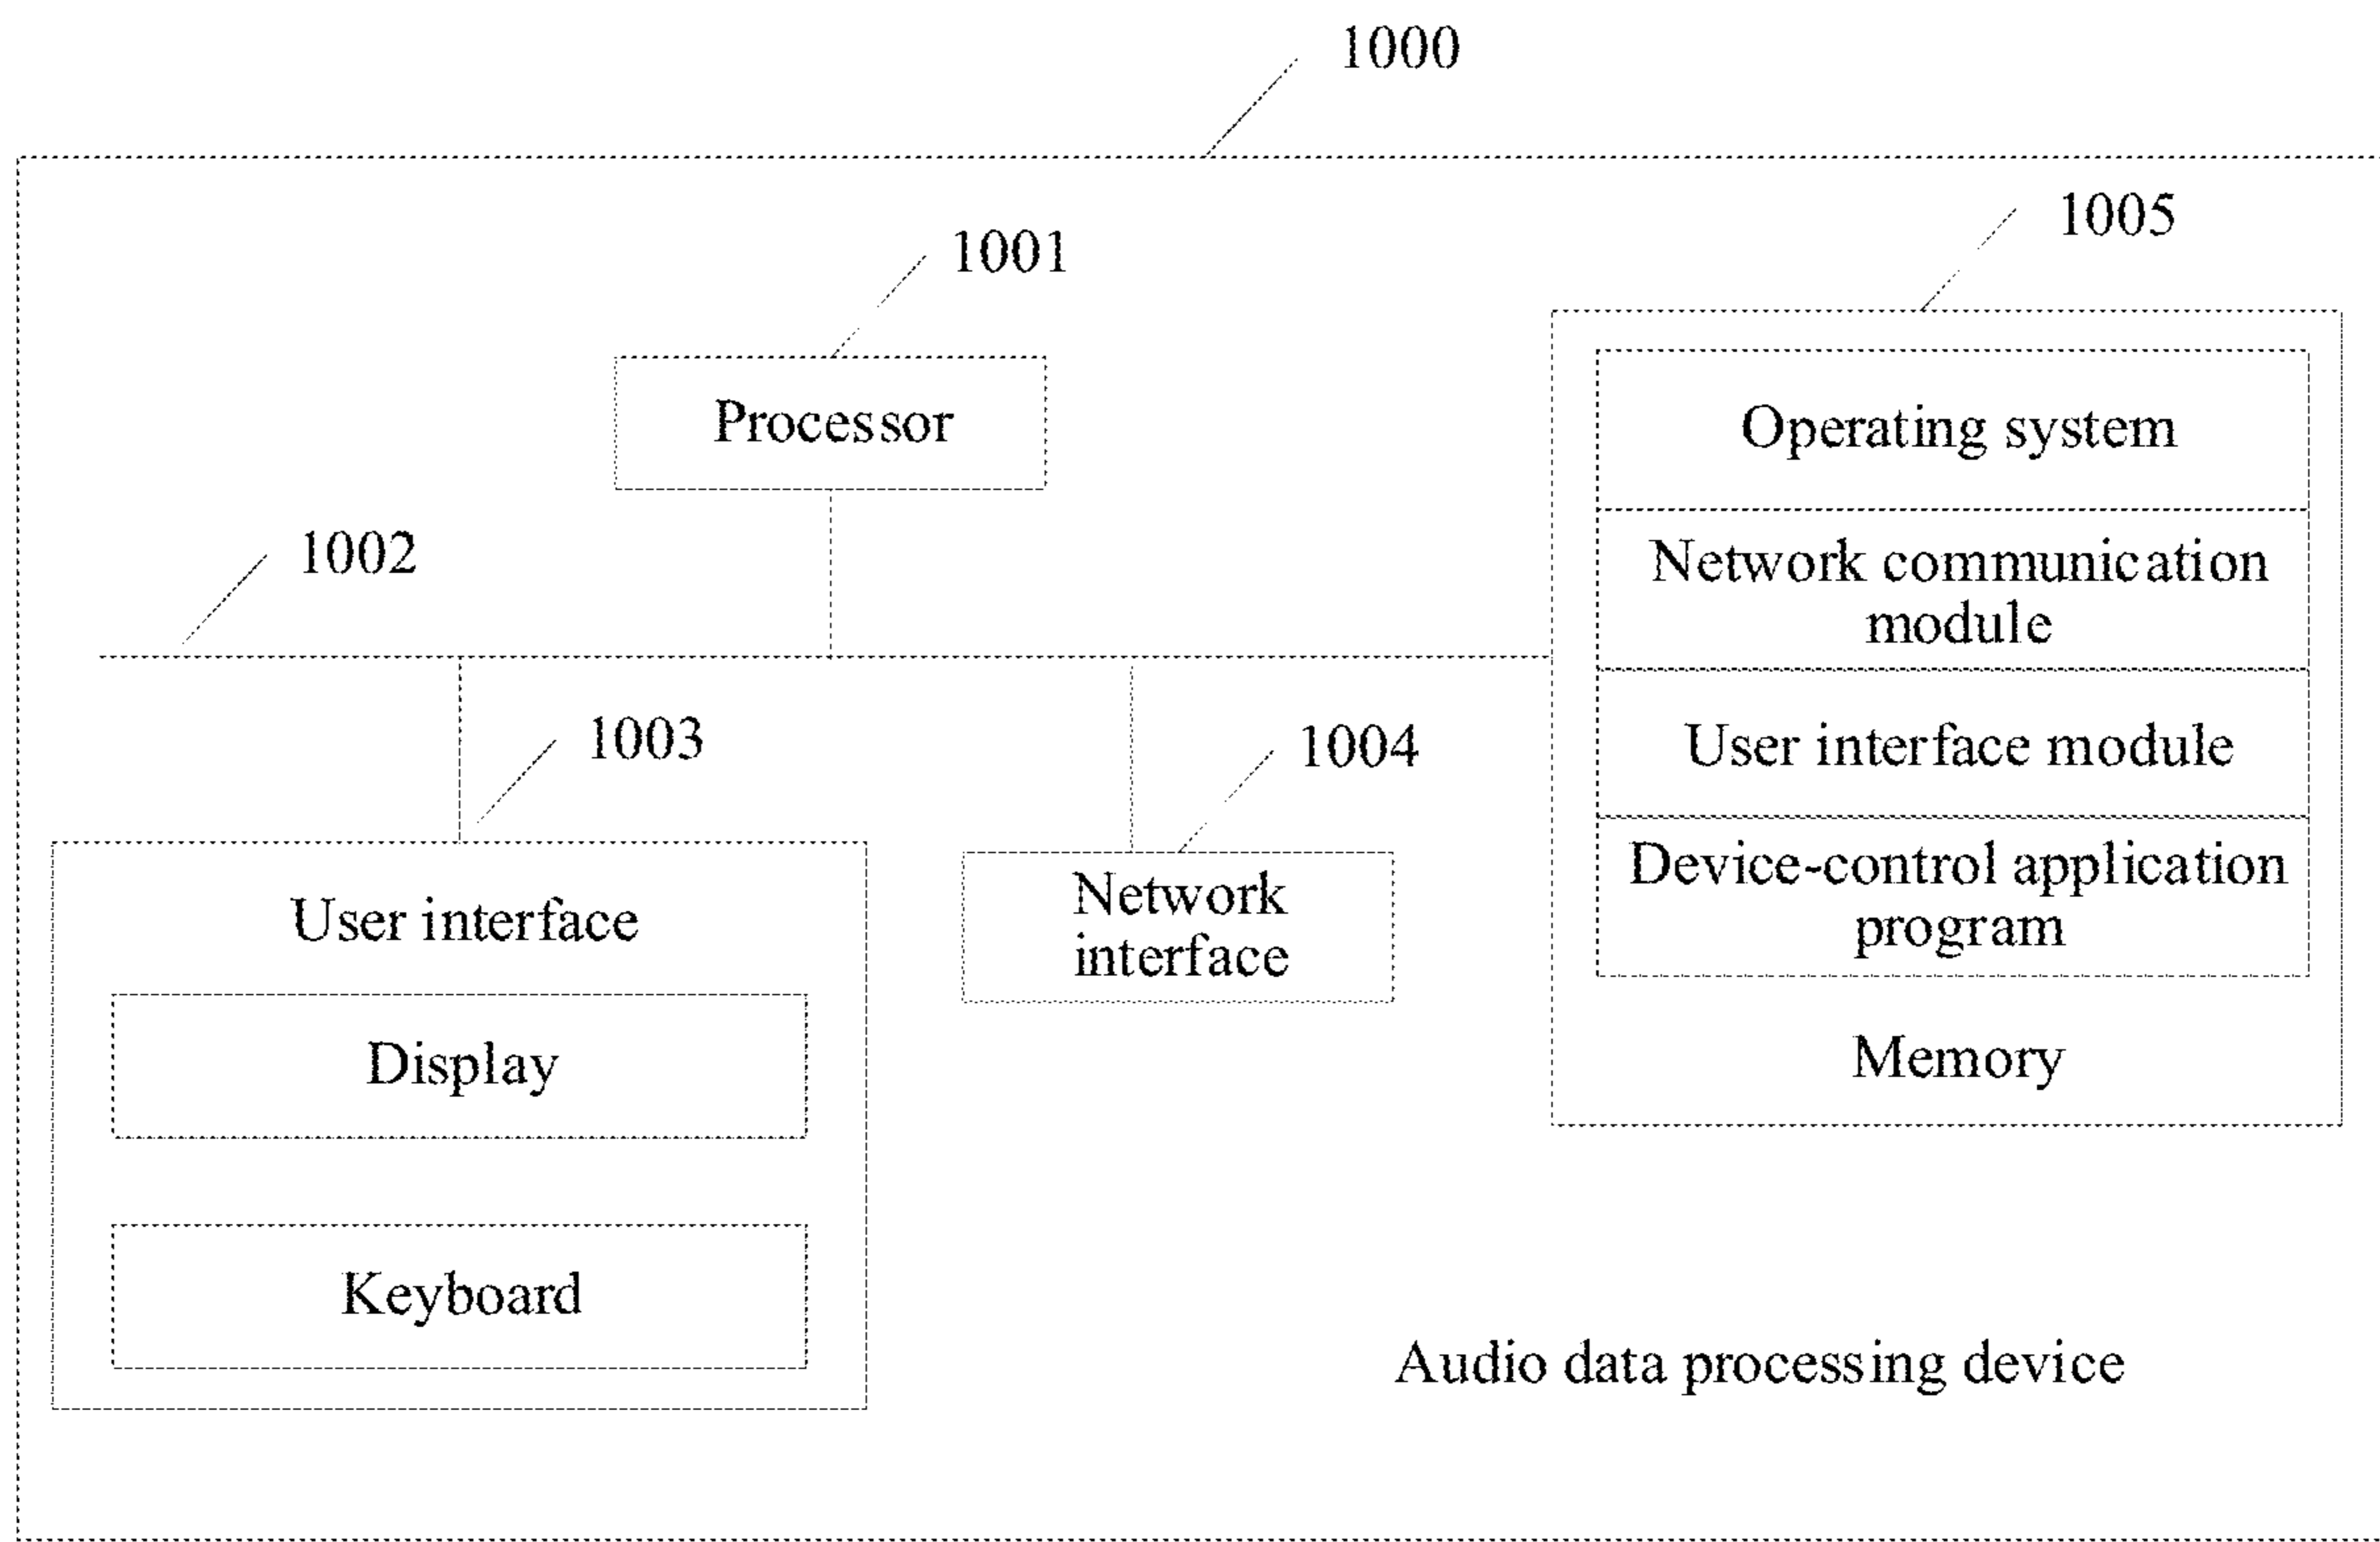 1000
1005
1001
Processor
Operating system
1002
Network communication
module
1003
1004
User interface module
Device-control application
program
User interface
Network
interface
Display
Memory
Keyboard
Audio data processing device